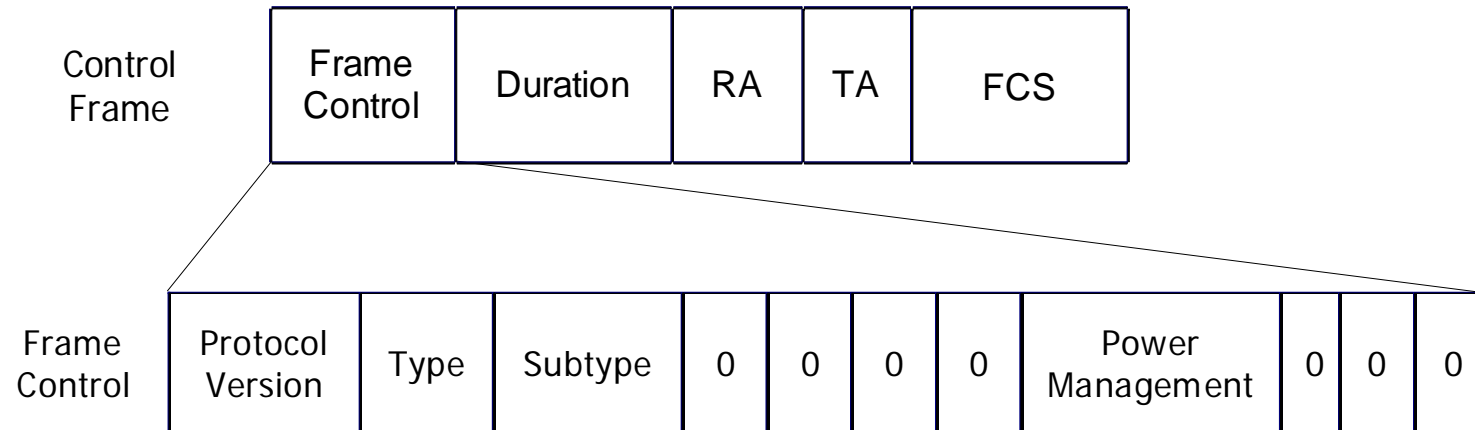 Control
Frame
Frame
Control
Duration
RA
TA
FCS
Frame
Control
Protocol
Version
Type
Subtype
0
0
0
0
Power
Management
0
0
0